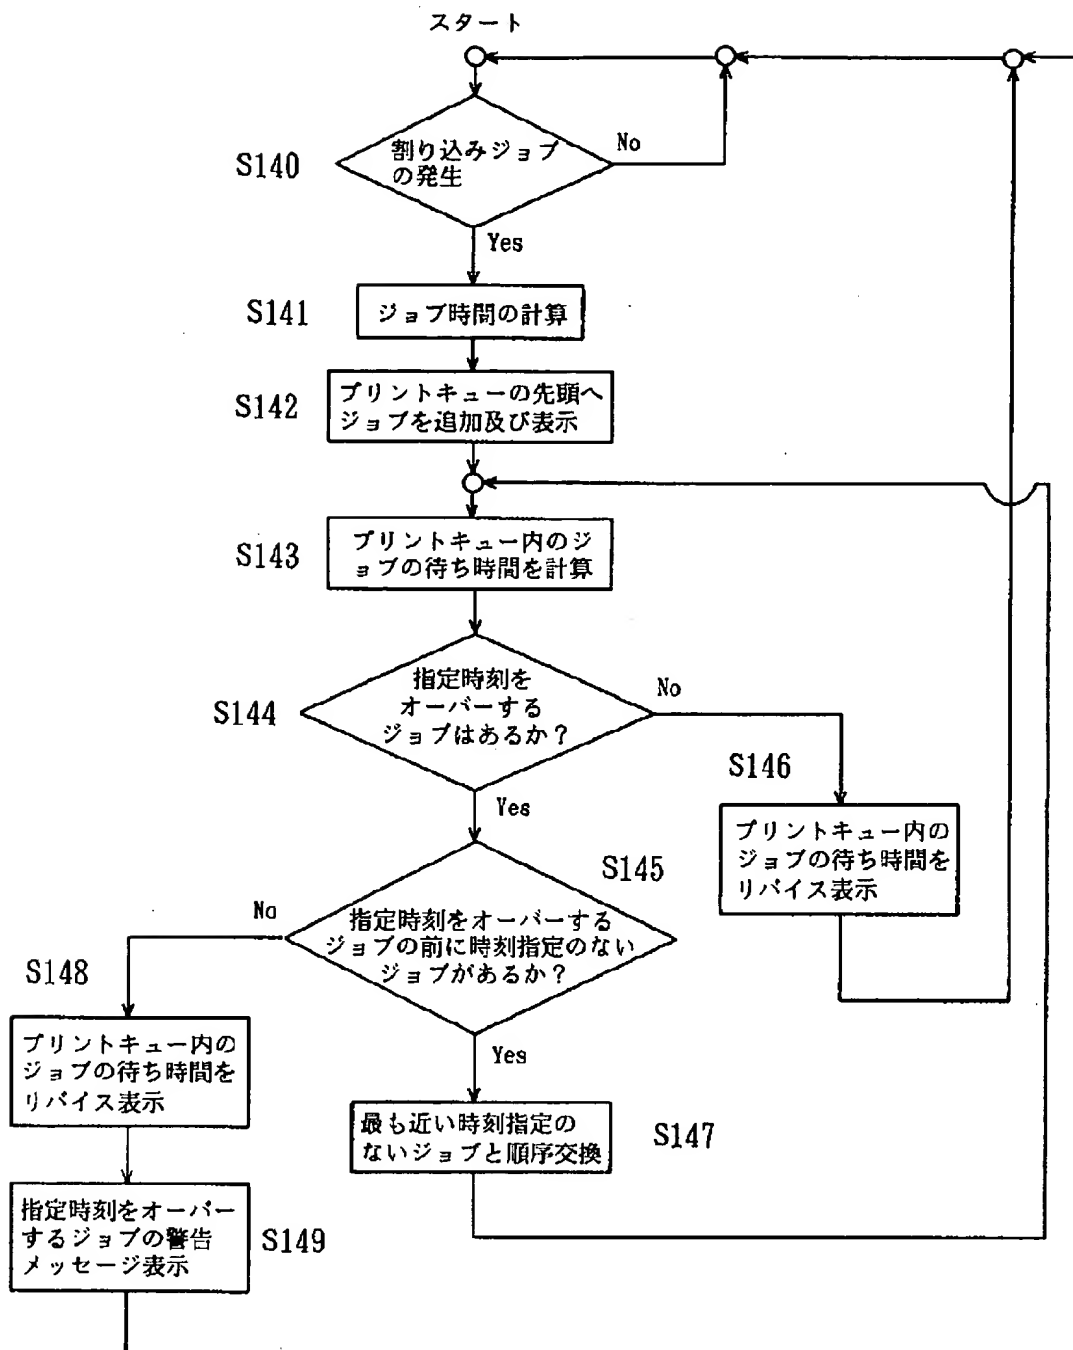 スタート
S140
割り込みジョブ
の発生
No
Yes
S141
ジョブ時間の計算
S142
プリントキューの先頭へ
ジョブを追加及び表示
S143
プリントキュー内のジ
ョブの待ち時間を計算
S144
指定時刻を
オーバーする
ジョブはあるか?
No
Yes
S146
プリントキュー内の
ジョブの待ち時間を
リバイス表示
S145
指定時刻をオーバーする
ジョブの前に時刻指定のない
ジョブがあるか?
No
Yes
S148
プリントキュー内の
ジョブの待ち時間を
リバイス表示
S147
最も近い時刻指定の
ないジョブと順序交換
S149
指定時刻をオーバー
するジョブの警告
メッセージ表示